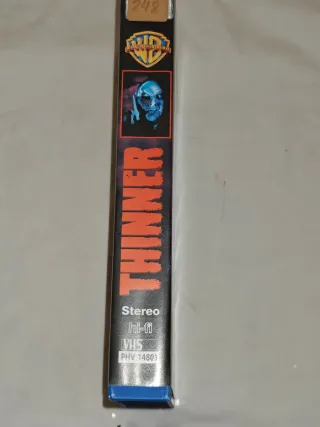 248
WB
THINNER
Stereo
hi-fi
VHS
PHV 14801